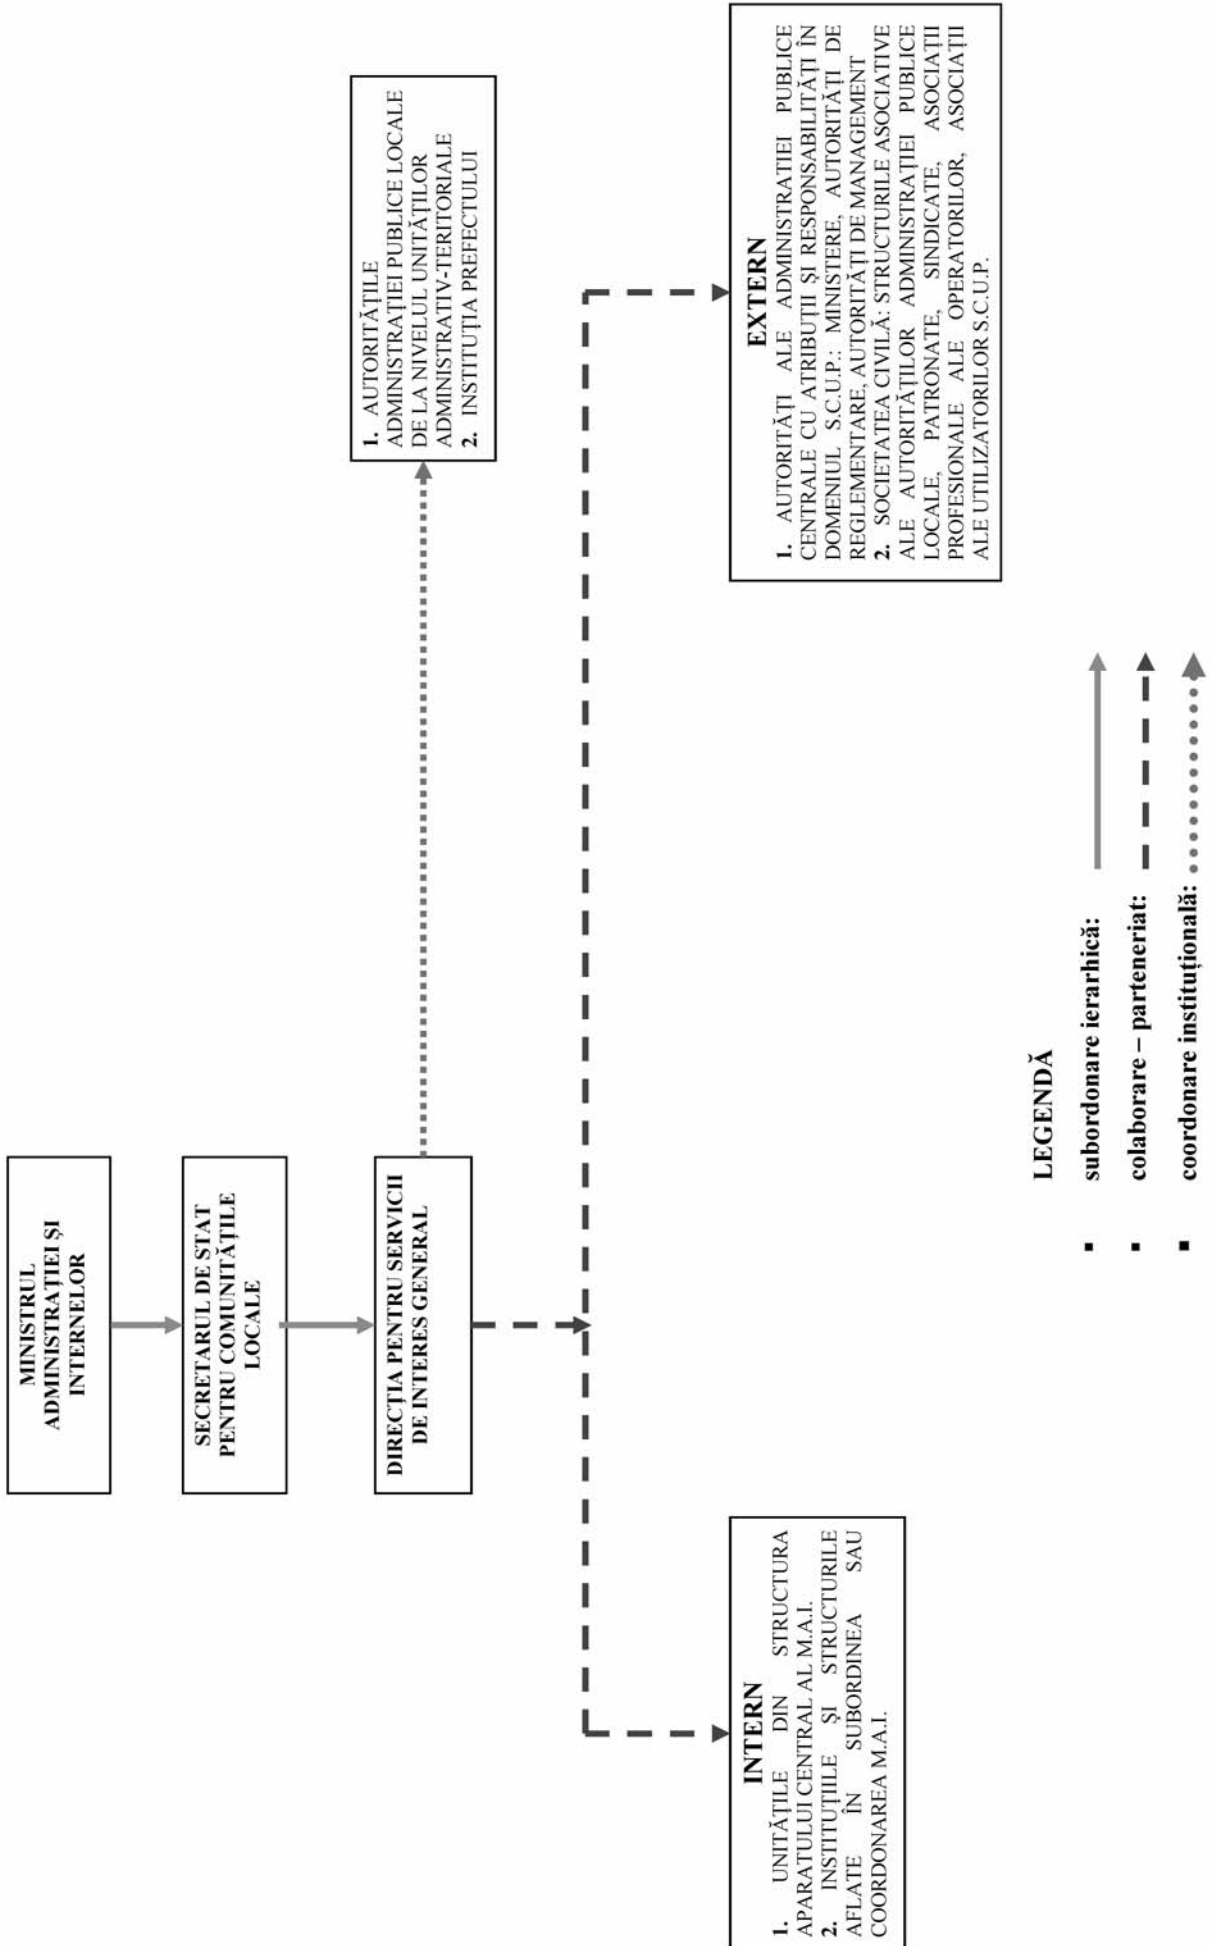 MINISTRUL
ADMINISTRAȚIEI ȘI
INTERNELOR
SECRETARUL DE STAT
PENTRU COMUNITĂȚILE
LOCALE
DIRECȚIA PENTRU SERVICII
DE INTERES GENERAL
1. AUTORITĂȚILE
ADMINISTRAȚIEI PUBLICE LOCALE
DE LA NIVELUL UNITĂȚILOR
ADMINISTRATIV-TERITORIALE
2. INSTITUȚIA PREFECTULUI
INTERN
1. UNITĂȚILE DIN STRUCTURA
APARATULUI CENTRAL AL M.A.I.
2. INSTITUȚIILE ȘI STRUCTURILE
AFLATE ÎN SUBORDINEA SAU
COORDONAREA M.A.I.
EXTERN
1. AUTORITĂȚI ALE ADMINISTRATIEI PUBLICE
CENTRALE CU ATRIBUȚII ȘI RESPONSABILITĂȚI ÎN
DOMENIUL S.C.U.P.: MINISTERE, AUTORITĂȚI DE
REGLEMENTARE, AUTORITĂȚI DE MANAGEMENT
2. SOCIETATEA CIVILĂ: STRUCTURILE ASOCIATIVE
ALE AUTORITĂȚILOR ADMINISTRAȚIEI PUBLICE
LOCALE, PATRONATE, SINDICATE, ASOCIAȚII
PROFESIONALE ALE OPERATORILOR, ASOCIAȚII
ALE UTILIZATORILOR S.C.U.P.
LEGENDĂ
▪ subordonare ierarhică:
▪ colaborare – parteneriat:
▪ coordonare instituțională: